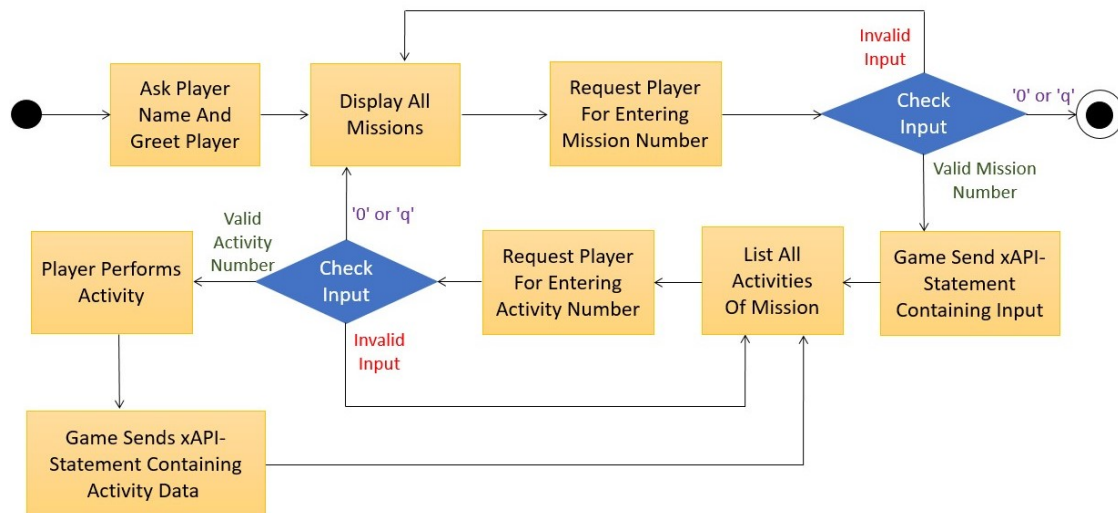 Ask Player
Name And
Greet Player
Display All
Missions
Request Player
For Entering
Mission Number
Invalid
Input
Check
Input
'0' or 'q'
Valid Mission
Number
Game Send xAPI-
Statement
Containing Input
List All
Activities
Of Mission
Request Player
For Entering
Activity Number
Check
Input
'0' or 'q'
Invalid
Input
Valid
Activity
Number
Player Performs
Activity
Game Sends xAPI-
Statement Containing
Activity Data